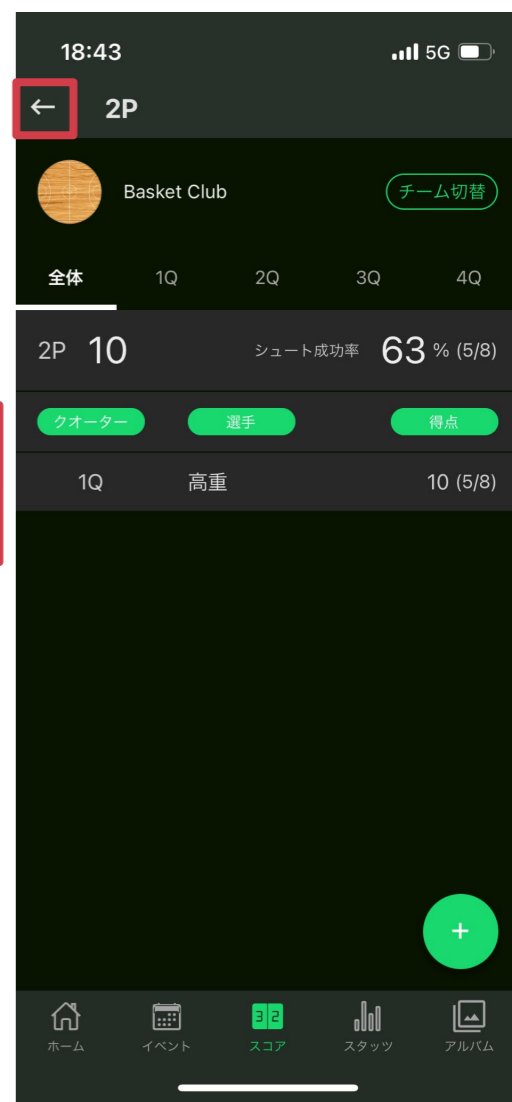 18:43 5G
← 2P
Basket Club チーム切替
全体 1Q 2Q 3Q 4Q
2P 10 シュート成功率 63 % (5/8)
クオーター 選手 得点
1Q 高重 10 (5/8)
+
32
ホーム イベント スコア スタッツ アルバム